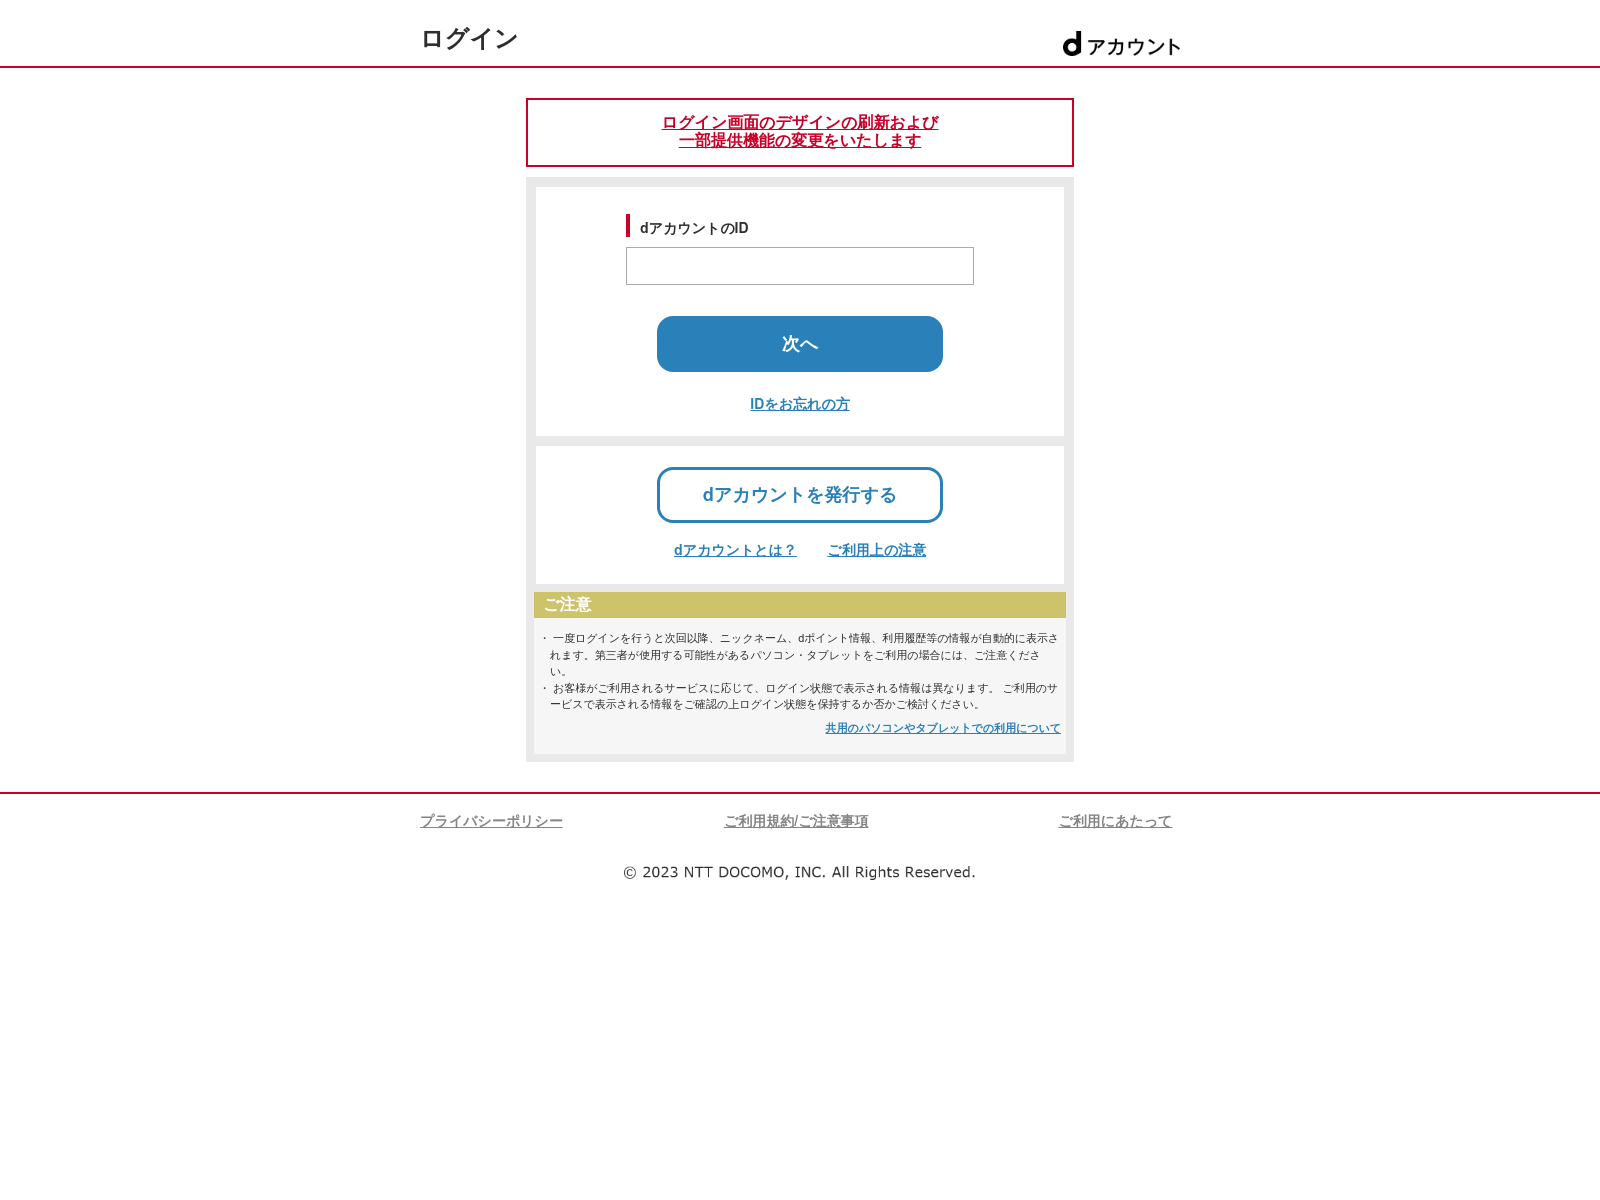 ログイン
dアカウント
ログイン画面のデザインの刷新および
一部提供機能の変更をいたします
dアカウントのID
次へ
IDをお忘れの方
dアカウントを発行する
dアカウントとは？ ご利用上の注意
ご注意
・ 一度ログインを行うと次回以降、ニックネーム、dポイント情報、利用履歴等の情報が自動的に表示さ
れます。第三者が使用する可能性があるパソコン・タブレットをご利用の場合には、ご注意くださ
い。
・ お客様がご利用されるサービスに応じて、ログイン状態で表示される情報は異なります。 ご利用のサ
ービスで表示される情報をご確認の上ログイン状態を保持するか否かご検討ください。
共用のパソコンやタブレットでの利用について
プライバシーポリシー ご利用規約/ご注意事項 ご利用にあたって
© 2023 NTT DOCOMO, INC. All Rights Reserved.